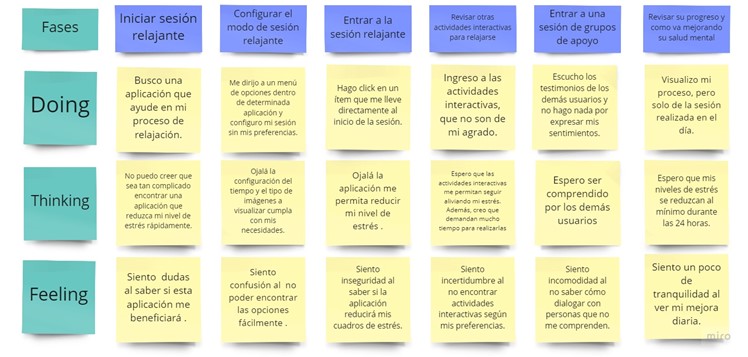 Fases
Iniciar sesión
relajante
Configurar el
modo de sesión
relajante
Entrar a la
sesión relajante
Revisar otras
actividades interactivas
para relajarse
Entrar a una
sesión de grupos
de apoyo
Revisar su progreso y
como va mejorando
su salud mental
Doing
Busco una
aplicación que
ayude en mi
proceso de
relajación.
Me dirijo a un menú
de opciones dentro
de determinada
aplicación y
configuro mi sesión
sin mis preferencias.
Hago click en un
ítem que me lleve
directamente al
inicio de la sesión.
Ingreso a las
actividades
interactivas,
que no son de
mi agrado.
Escucho los
testimonios de los
demás usuarios y
no hago nada por
expresar mis
sentimientos.
Visualizo mi
proceso, pero
solo de la sesión
realizada en el
día.
Thinking
No puedo creer que
sea tan complicado
encontrar una
aplicación que
reduzca mi nivel de
estrés rápidamente.
Ojalá la
configuración del
tiempo y el tipo de
imágenes a
visualizar cumpla
con mis
necesidades.
Ojalá la
aplicación me
permita reducir
mi nivel de
estrés .
Espero que las
actividades interactivas
me permitan seguir
aliviando mi estrés.
Además, creo que
demandan mucho
tiempo para realizarlas
Espero ser
comprendido
por los demás
usuarios
Espero que mis
niveles de estrés
se reduzcan al
mínimo durante
las 24 horas.
Feeling
Siento dudas
al saber si esta
aplicación me
beneficiará .
Siento
confusión al no
poder encontrar
las opciones
fácilmente .
Siento
inseguridad al
saber si la
aplicación
reducirá mis
cuadros de estrés.
Siento
incertidumbre al
no encontrar
actividades
interactivas según
mis preferencias.
Siento
incomodidad al
no saber cómo
dialogar con
personas que no
me comprenden.
Siento un poco
de
tranquilidad al
ver mi mejora
diaria.
miro